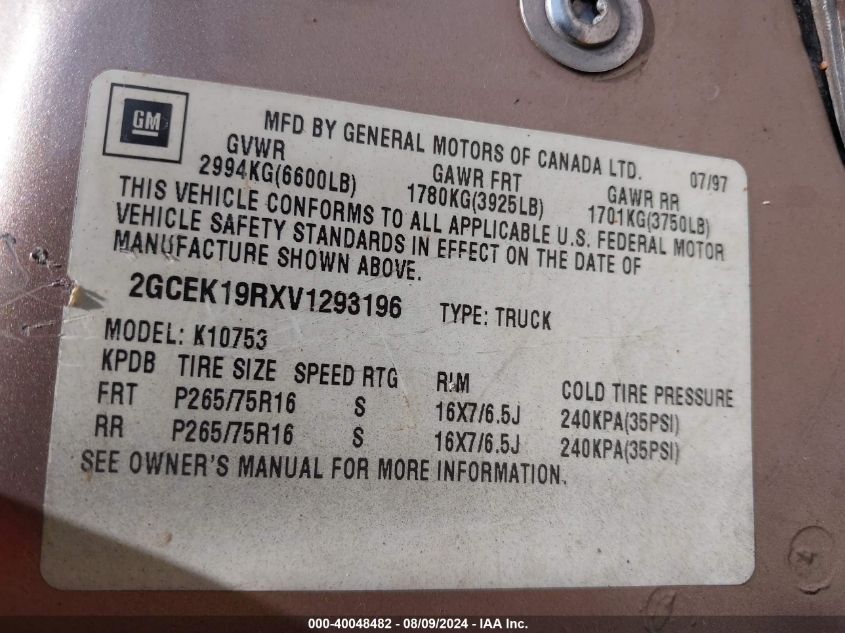 GM
MFD BY GENERAL MOTORS OF CANADA LTD. 07/97
GVWR GAWR FRT GAWR RR
2994KG(6600LB) 1780KG(3925LB) 1701KG(3750LB)
THIS VEHICLE CONFORMS TO ALL APPLICABLE U.S. FEDERAL MOTOR
VEHICLE SAFETY STANDARDS IN EFFECT ON THE DATE OF
MANUFACTURE SHOWN ABOVE.
2GCEK19RXV1293196 TYPE: TRUCK
MODEL: K10753
KPDB TIRE SIZE SPEED RTG RIM COLD TIRE PRESSURE
FRT P265/75R16 S 16X7/6.5J 240KPA(35PSI)
RR P265/75R16 S 16X7/6.5J 240KPA(35PSI)
SEE OWNER'S MANUAL FOR MORE INFORMATION.
000-40048482 - 08/09/2024 - IAA Inc.